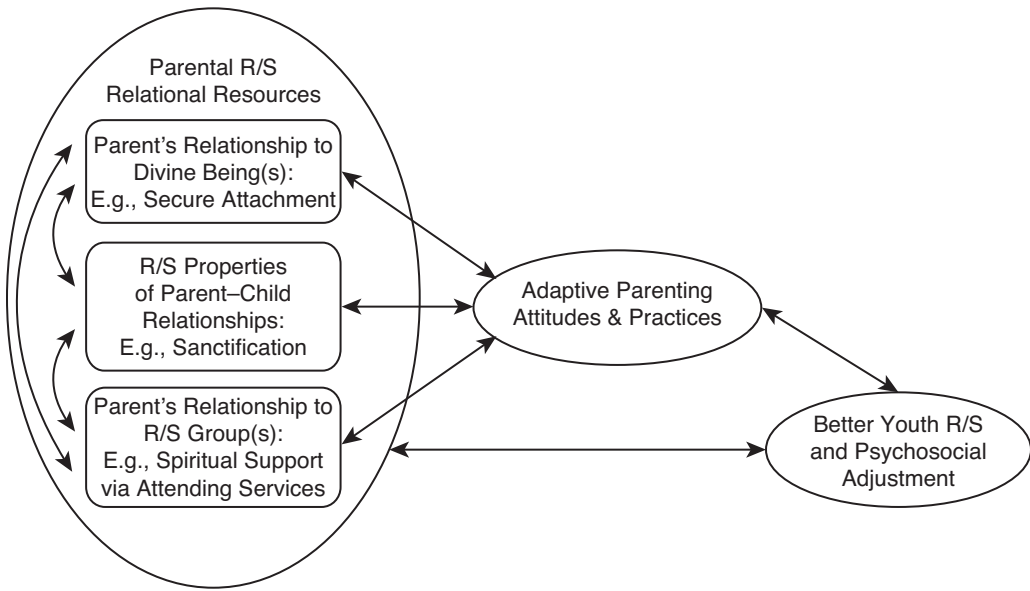 Parental R/S
Relational Resources
Parent’s Relationship to
Divine Being(s):
E.g., Secure Attachment
R/S Properties
of Parent–Child
Relationships:
E.g., Sanctification
Parent’s Relationship to
R/S Group(s):
E.g., Spiritual Support
via Attending Services
Adaptive Parenting
Attitudes & Practices
Better Youth R/S
and Psychosocial
Adjustment